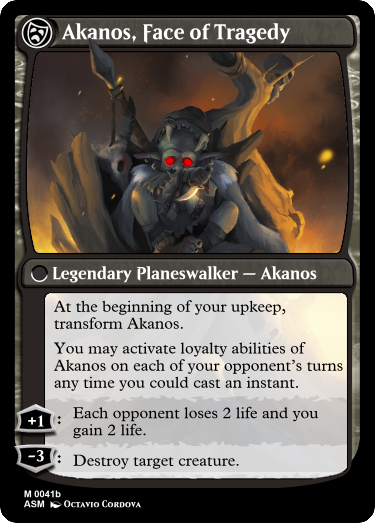 Akanos, Face of Tragedy
Legendary Planeswalker — Akanos
At the beginning of your upkeep,
transform Akanos.
You may activate loyalty abilities of
Akanos on each of your opponent's turns
any time you could cast an instant.
+1: Each opponent loses 2 life and you
gain 2 life.
-3: Destroy target creature.
M 0041b
ASM Octavio Cordova